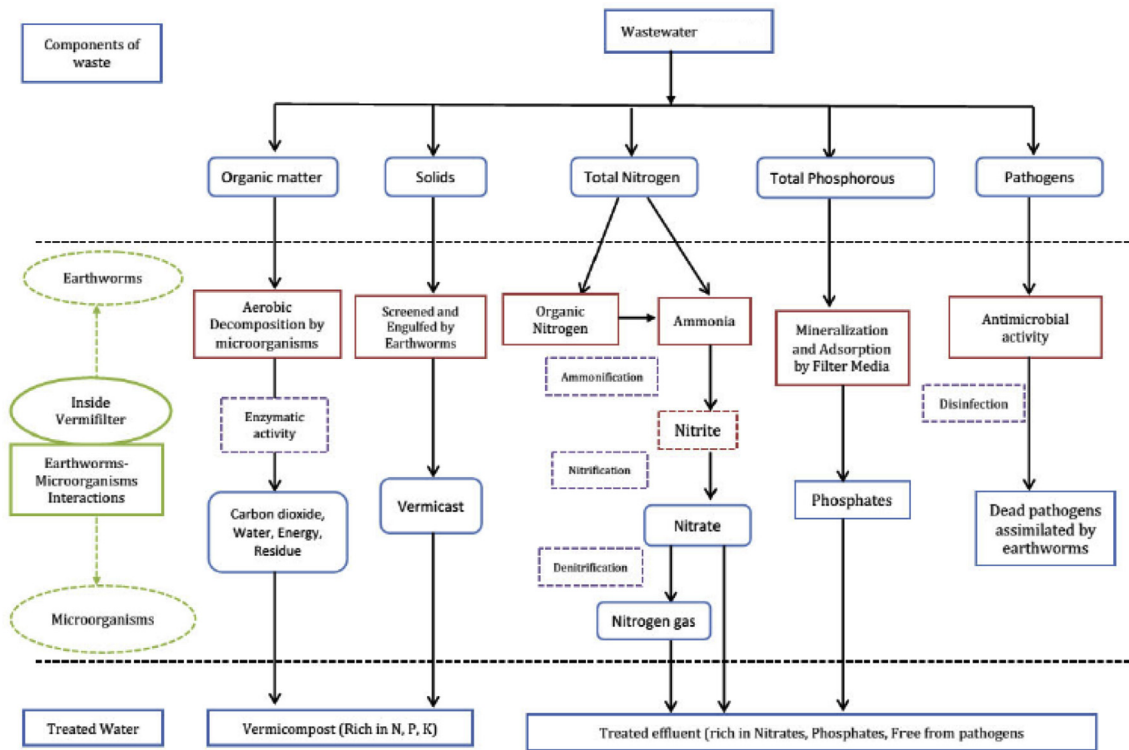 Wastewater
Components of
waste
Organic matter
Solids
Total Nitrogen
Total Phosphorous
Pathogens
Earthworms
Aerobic
Decomposition by
microorganisms
Screened and
Engulfed by
Earthworms
Organic
Nitrogen
Ammonia
Mineralization
and Adsorption
by Filter Media
Antimicrobial
activity
Ammonification
Inside
Vermifilter
Enzymatic
activity
Disinfection
Nitrite
Earthworms-
Microorganisms
Interactions
Nitrification
Carbon dioxide,
Water, Energy,
Residue
Vermicast
Nitrate
Phosphates
Dead pathogens
assimilated by
earthworms
Denitrification
Microorganisms
Nitrogen gas
Treated Water
Vermicompost (Rich in N, P, K)
Treated effluent (rich in Nitrates, Phosphates, Free from pathogens